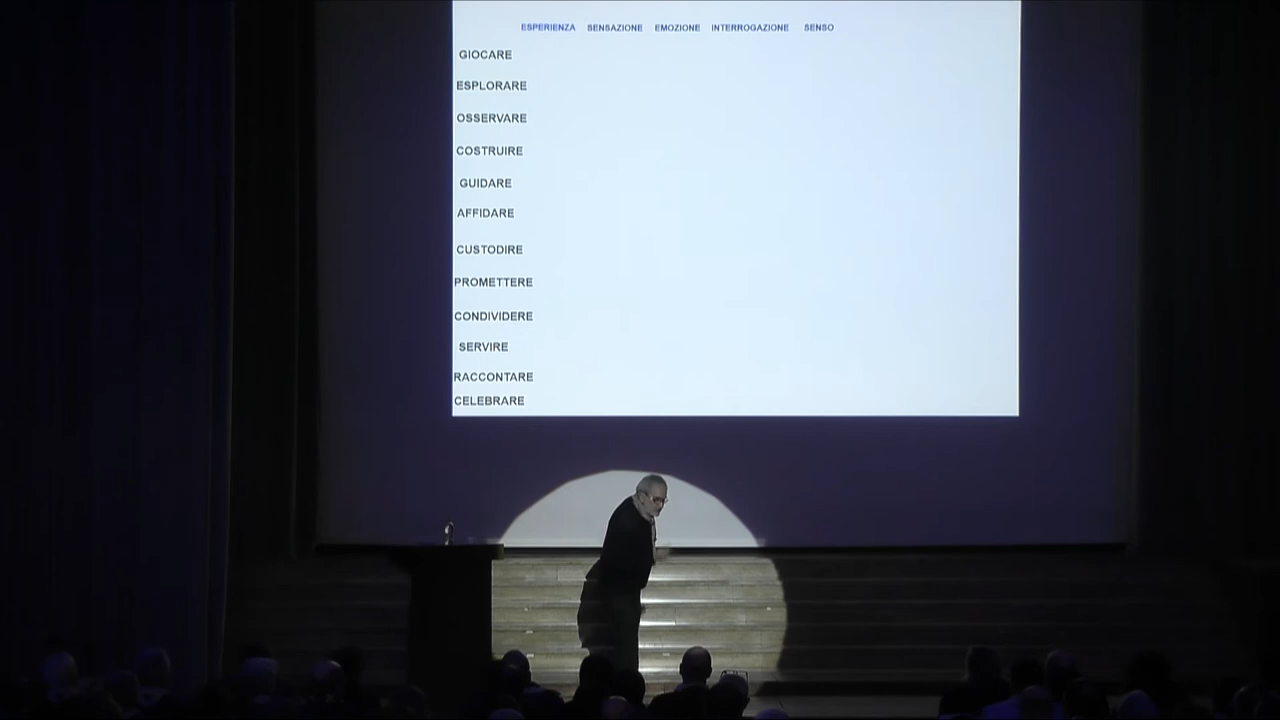 ESPERIENZA SENSAZIONE EMOZIONE INTERROGAZIONE SENSO
GIOCARE
ESPLORARE
OSSERVARE
COSTRUIRE
GUIDARE
AFFIDARE
CUSTODIRE
PROMETTERE
CONDIVIDERE
SERVIRE
RACCONTARE
CELEBRARE